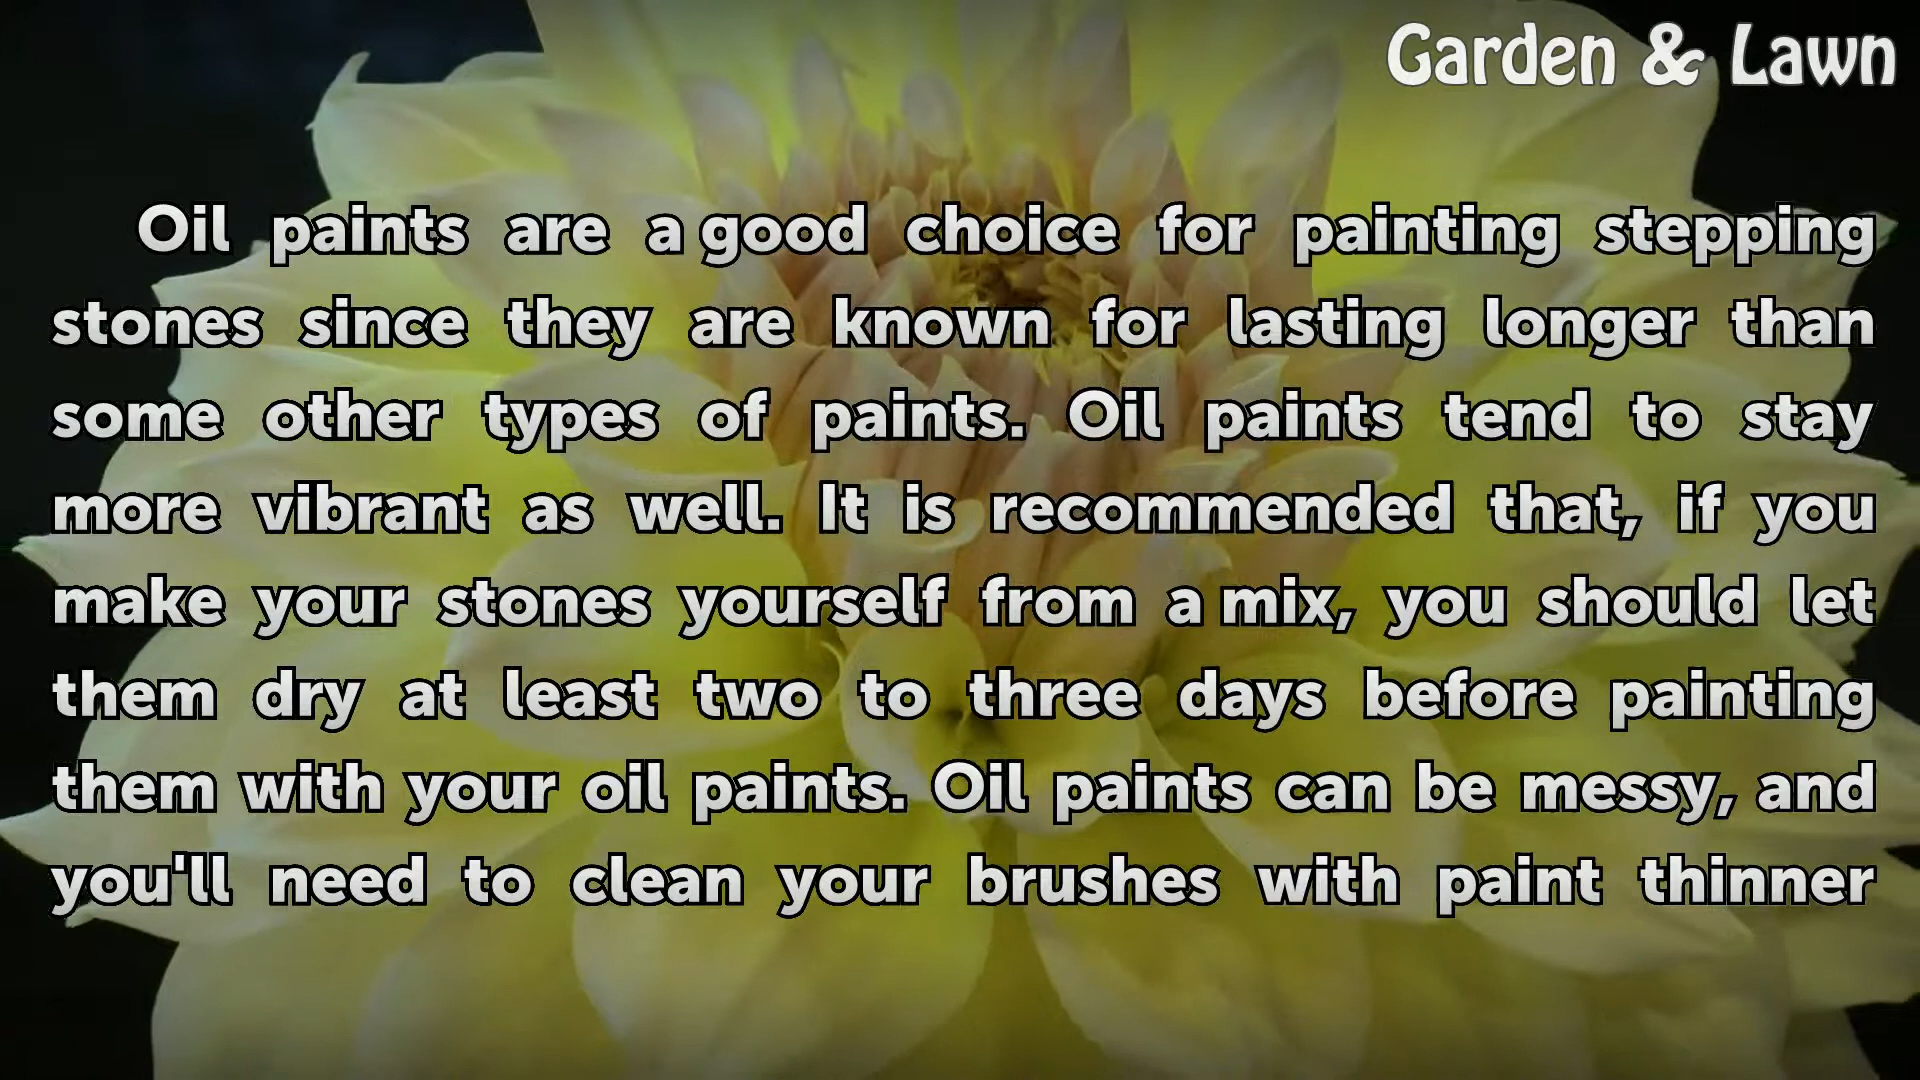 Garden & Lawn
Oil paints are a good choice for painting stepping
stones since they are known for lasting longer than
some other types of paints. Oil paints tend to stay
more vibrant as well. It is recommended that, if you
make your stones yourself from a mix, you should let
them dry at least two to three days before painting
them with your oil paints. Oil paints can be messy, and
you'll need to clean your brushes with paint thinner